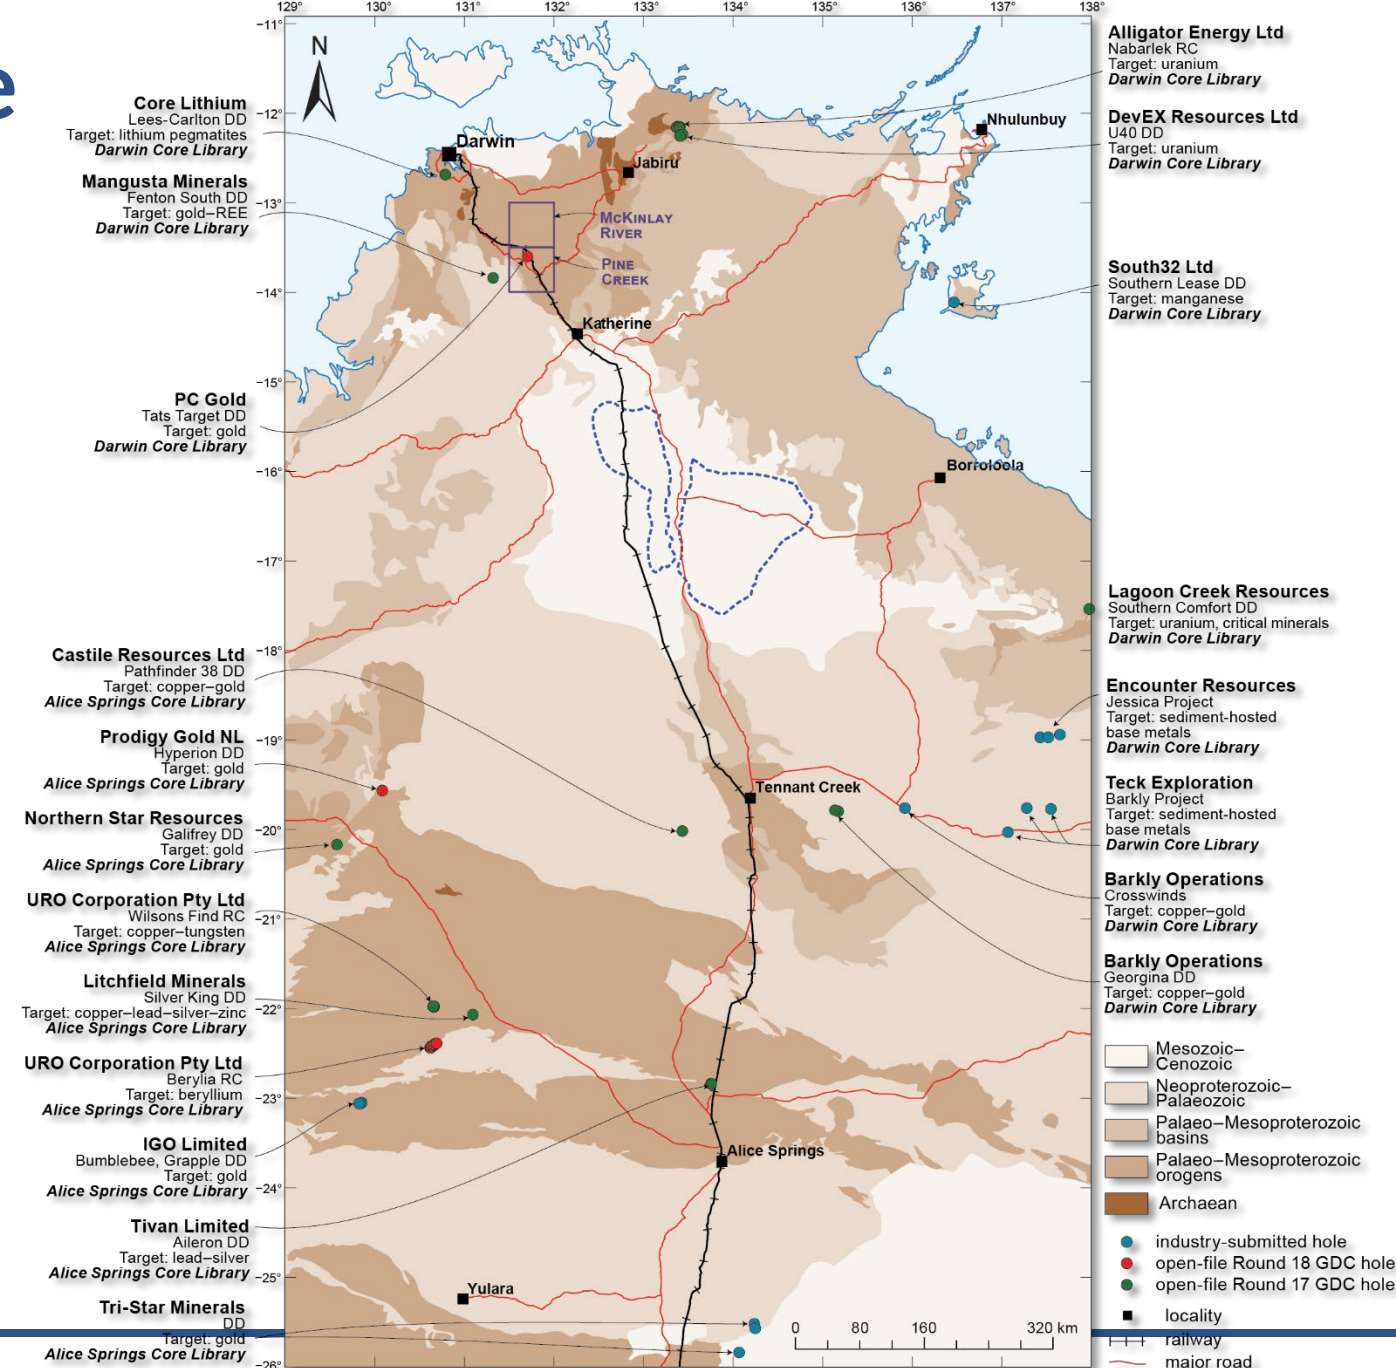 e
129°
130°
131°
132°
133°
134°
135°
136°
137°
138°
−11°
−12°
−13°
−14°
−15°
−16°
−17°
−18°
−19°
−20°
−21°
−22°
−23°
−24°
−25°
−26°
N
Core Lithium
Lees-Carlton DD
Target: lithium pegmatites
Darwin Core Library
Mangusta Minerals
Fenton South DD
Target: gold–REE
Darwin Core Library
PC Gold
Tats Target DD
Target: gold
Darwin Core Library
Castile Resources Ltd
Pathfinder 38 DD
Target: copper–gold
Alice Springs Core Library
Prodigy Gold NL
Hyperion DD
Target: gold
Alice Springs Core Library
Northern Star Resources
Galifrey DD
Target: gold
Alice Springs Core Library
URO Corporation Pty Ltd
Wilsons Find RC
Target: copper–tungsten
Alice Springs Core Library
Litchfield Minerals
Silver King DD
Target: copper–lead–silver–zinc
Alice Springs Core Library
URO Corporation Pty Ltd
Berylia RC
Target: beryllium
Alice Springs Core Library
IGO Limited
Bumblebee, Grapple DD
Target: gold
Alice Springs Core Library
Tivan Limited
Aileron DD
Target: lead–silver
Alice Springs Core Library
Tri-Star Minerals
DD
Target: gold
Alice Springs Core Library
Darwin
Jabiru
Nhulunbuy
McKinlay
River
Pine
Creek
Katherine
Borroloola
Tennant Creek
Alice Springs
Yulara
0 80 160 320 km
Alligator Energy Ltd
Nabarlek RC
Target: uranium
Darwin Core Library
DevEX Resources Ltd
U40 DD
Target: uranium
Darwin Core Library
South32 Ltd
Southern Lease DD
Target: manganese
Darwin Core Library
Lagoon Creek Resources
Southern Comfort DD
Target: uranium, critical minerals
Darwin Core Library
Encounter Resources
Jessica Project
Target: sediment-hosted
base metals
Darwin Core Library
Teck Exploration
Barkly Project
Target: sediment-hosted
base metals
Darwin Core Library
Barkly Operations
Crosswinds
Target: copper–gold
Darwin Core Library
Barkly Operations
Georgina DD
Target: copper–gold
Darwin Core Library
Mesozoic–
Cenozoic
Neoproterozoic–
Palaeozoic
Palaeo–Mesoproterozoic
basins
Palaeo–Mesoproterozoic
orogens
Archaean
industry-submitted hole
open-file Round 18 GDC hole
open-file Round 17 GDC hole
locality
railway
major road